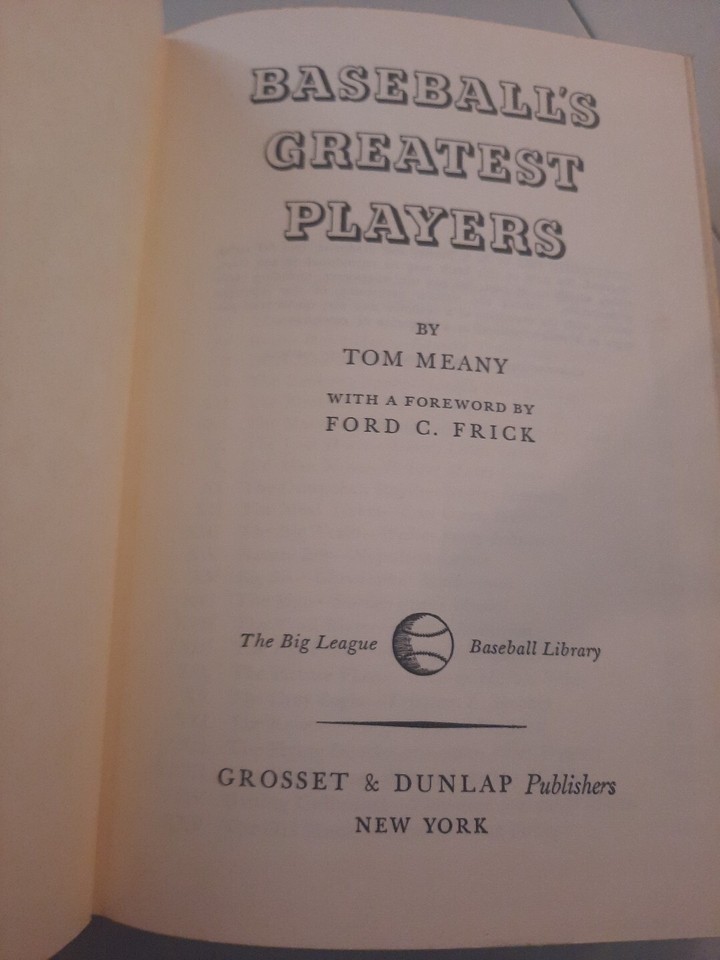 BASEBALL'S
GREATEST
PLAYERS
BY
TOM MEANY
WITH A FOREWORD BY
FORD C. FRICK
The Big League Baseball Library
GROSSET & DUNLAP Publishers
NEW YORK